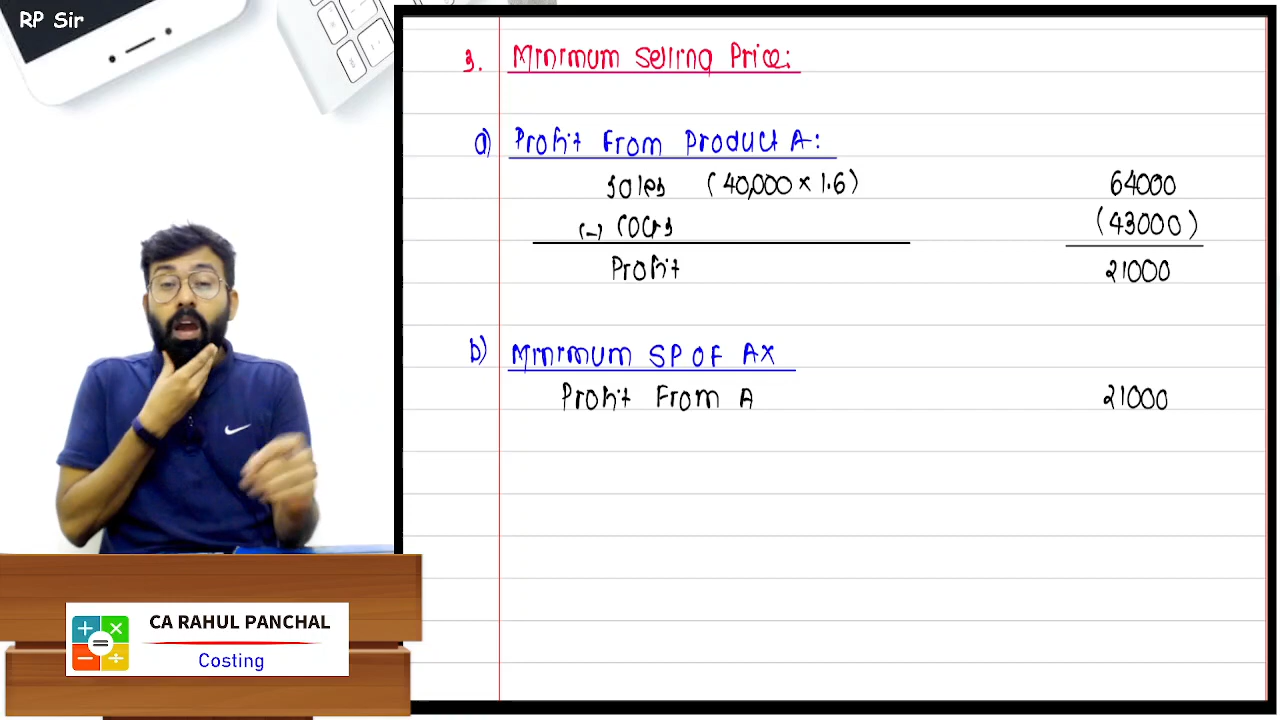 RP Sir
3. Minimum Selling Price:
a) Profit From Product A:
Sales (40,000 × 1.6) 64000
(-) COGS (43000)
Profit 21000
b) Minimum SP OF AX
Profit From A 21000
CA RAHUL PANCHAL
Costing